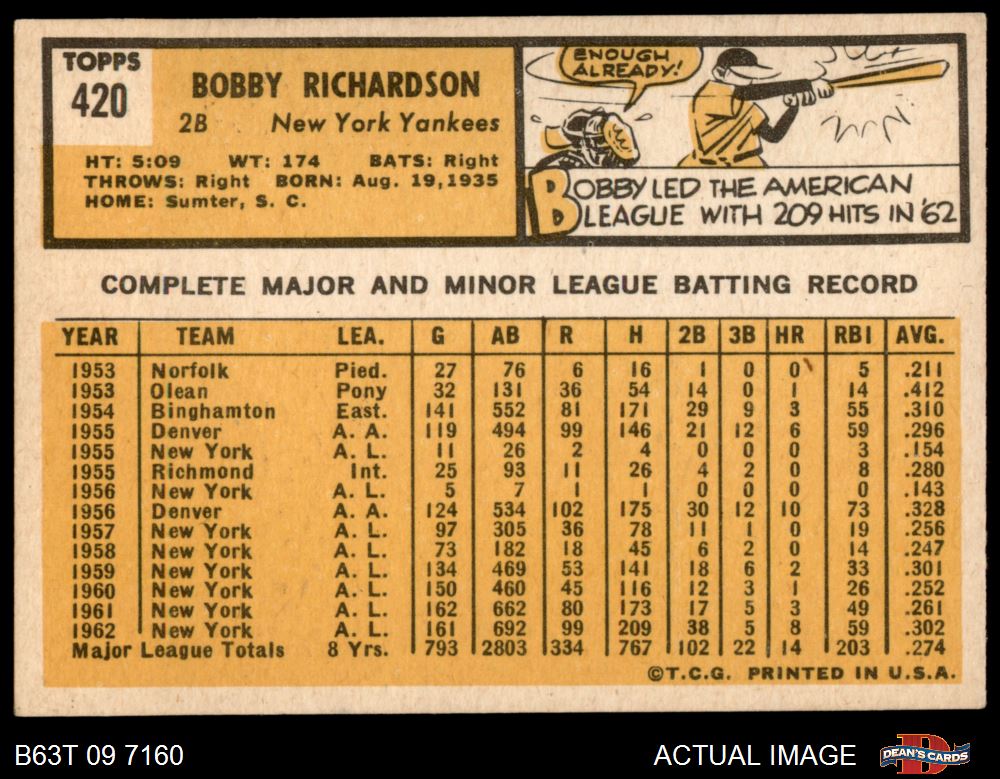 TOPPS
420
BOBBY RICHARDSON
2B New York Yankees
HT: 5:09 WT: 174 BATS: Right
THROWS: Right BORN: Aug. 19, 1935
HOME: Sumter, S. C.
ENOUGH
ALREADY!
BOBBY LED THE AMERICAN
LEAGUE WITH 209 HITS IN '62
COMPLETE MAJOR AND MINOR LEAGUE BATTING RECORD
YEAR TEAM LEA. G AB R H 2B 3B HR RBI AVG.
1953 Norfolk Pied. 27 76 6 16 1 0 0 5 .211
1953 Olean Pony 32 131 36 54 14 0 1 14 .412
1954 Binghamton East. 141 552 81 171 29 9 3 55 .310
1955 Denver A. A. 119 494 99 146 21 12 6 59 .296
1955 New York A. L. 11 26 2 4 0 0 0 3 .154
1955 Richmond Int. 25 93 11 26 4 2 0 8 .280
1956 New York A. L. 5 7 1 1 0 0 0 0 .143
1956 Denver A. A. 124 534 102 175 30 12 10 73 .328
1957 New York A. L. 97 305 36 78 11 1 0 19 .256
1958 New York A. L. 73 182 18 45 6 2 0 14 .247
1959 New York A. L. 134 469 53 141 18 6 2 33 .301
1960 New York A. L. 150 460 45 116 12 3 1 26 .252
1961 New York A. L. 162 662 80 173 17 5 3 49 .261
1962 New York A. L. 161 692 99 209 38 5 8 59 .302
Major League Totals 8 Yrs. 793 2803 334 767 102 22 14 203 .274
©T.C.G. PRINTED IN U.S.A.
B63T 09 7160 ACTUAL IMAGE DEAN'S CARDS